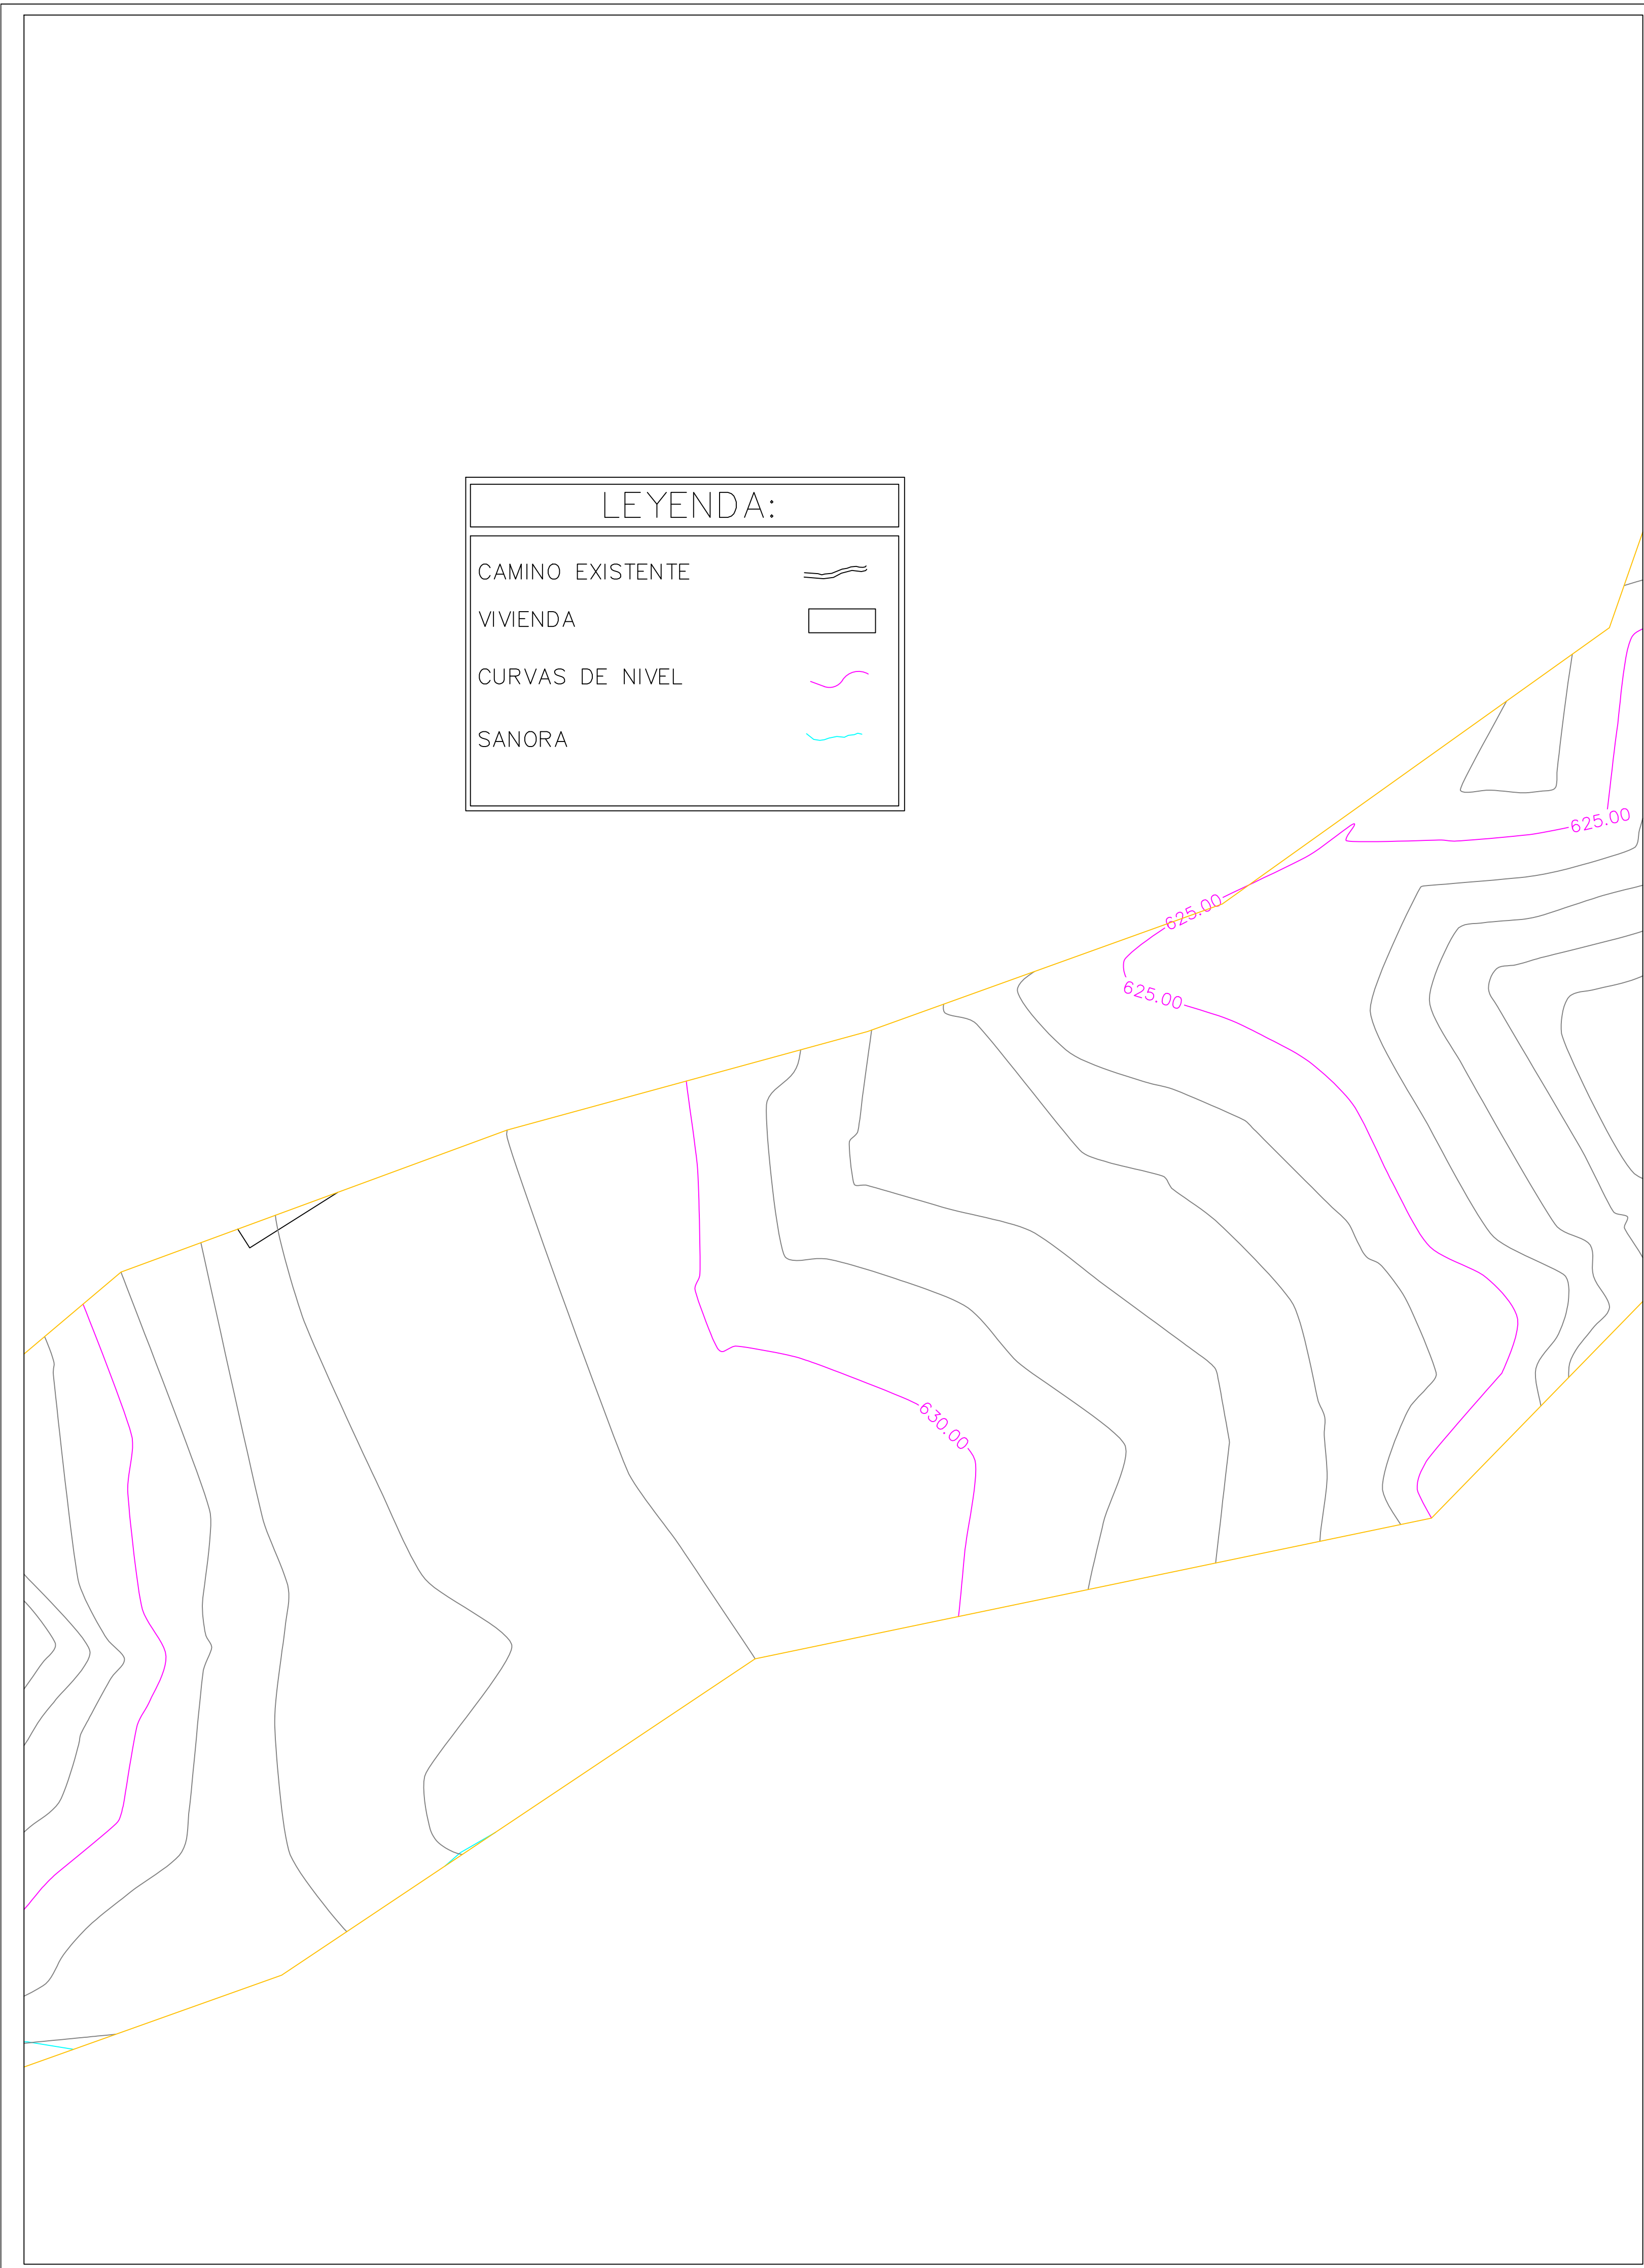 LEYENDA:
CAMINO EXISTENTE
VIVIENDA
CURVAS DE NIVEL
SANORA
625.00
625.00
625.00
630.00